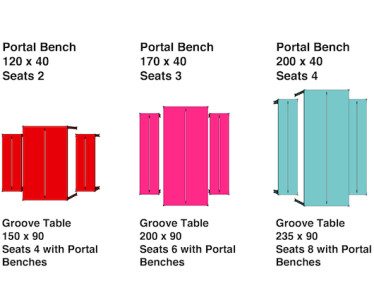 Portal Bench
120 x 40
Seats 2
Portal Bench
170 x 40
Seats 3
Portal Bench
200 x 40
Seats 4
Groove Table
150 x 90
Seats 4 with Portal
Benches
Groove Table
200 x 90
Seats 6 with Portal
Benches
Groove Table
235 x 90
Seats 8 with Portal
Benches